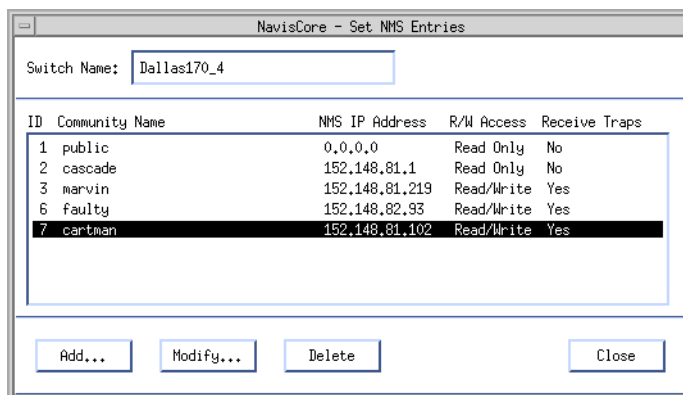 NavisCore - Set NMS Entries
Switch Name: Dallas170_4
ID Community Name NMS IP Address R/W Access Receive Traps
1 public 0.0.0.0 Read Only No
2 cascade 152.148.81.1 Read Only No
3 marvin 152.148.81.219 Read/Write Yes
6 faulty 152.148.82.93 Read/Write Yes
7 cartman 152.148.81.102 Read/Write Yes
Add... Modify... Delete Close